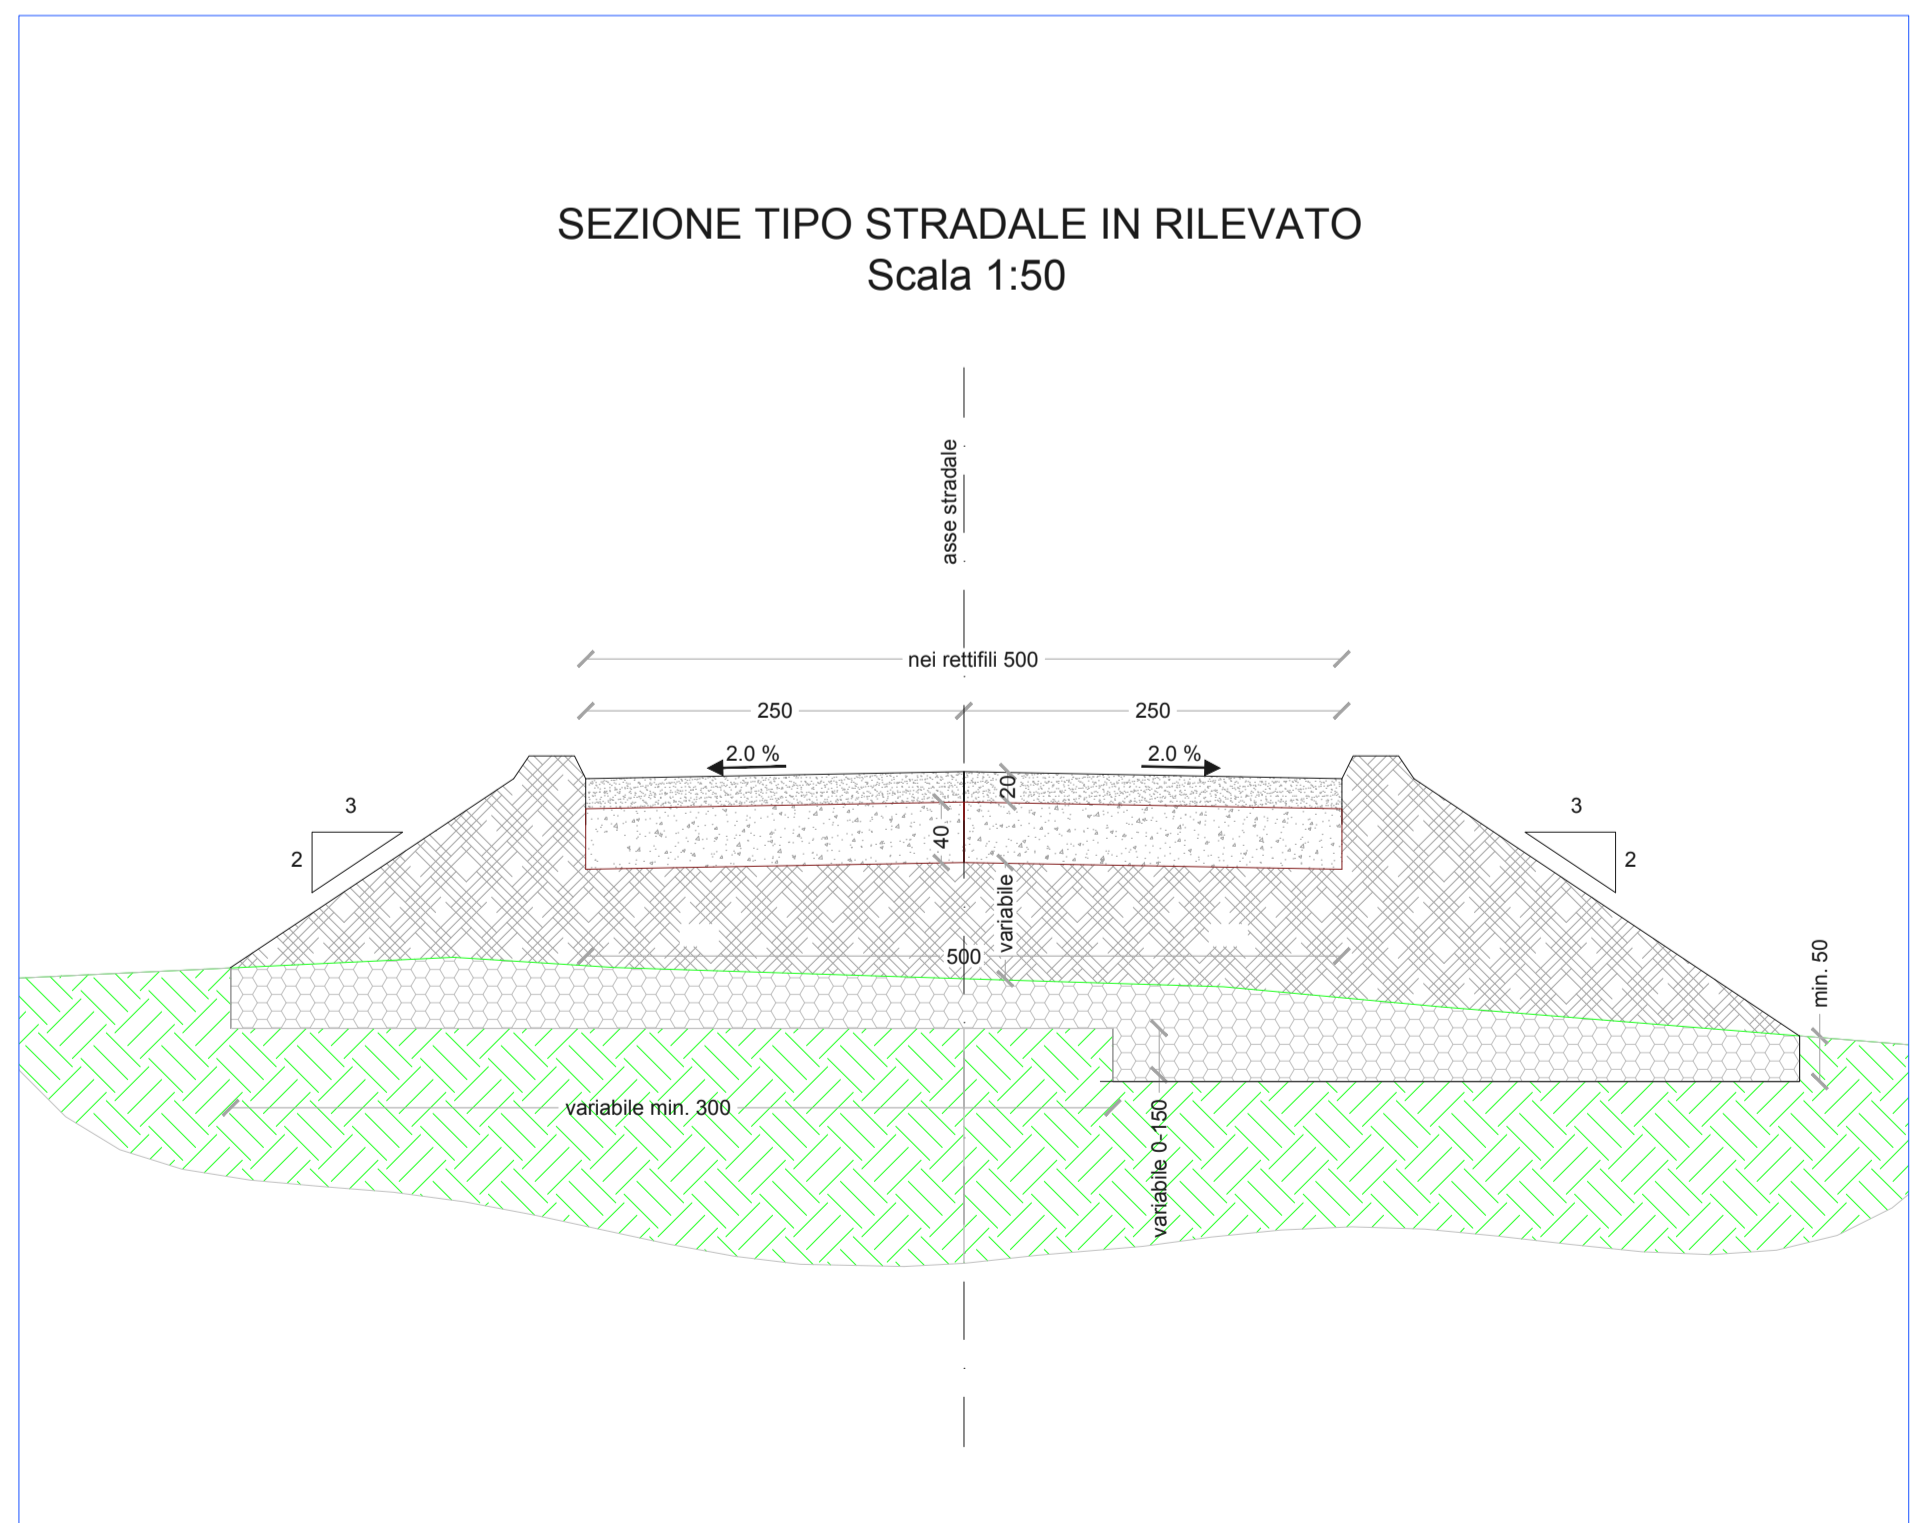 SEZIONE TIPO STRADALE IN RILEVATO
Scala 1:50
asse stradale
nei rettifili 500
250
250
2.0 %
2.0 %
20
3
3
2
2
40
variabile
500
min. 50
variabile min. 300
variabile 0-150